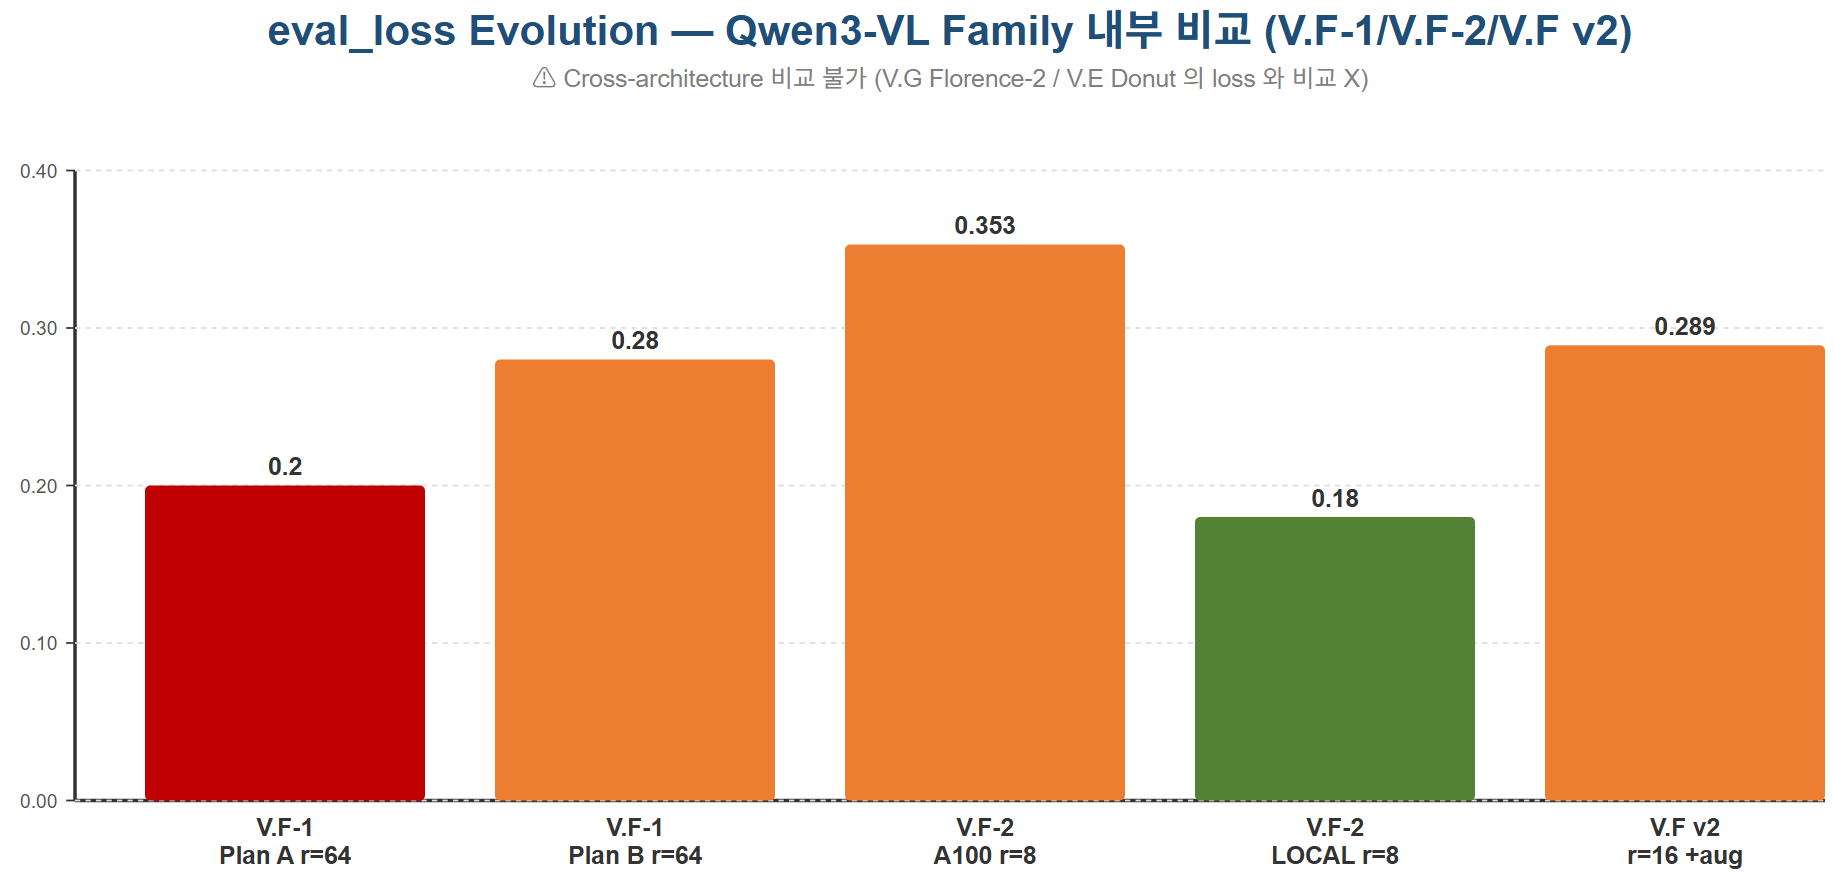 eval_loss Evolution — Qwen3-VL Family 내부 비교 (V.F-1/V.F-2/V.F v2)
⚠ Cross-architecture 비교 불가 (V.G Florence-2 / V.E Donut 의 loss 와 비교 X)
0.40
0.30
0.20
0.10
0.00
0.2
0.28
0.353
0.18
0.289
V.F-1
Plan A r=64
V.F-1
Plan B r=64
V.F-2
A100 r=8
V.F-2
LOCAL r=8
V.F v2
r=16 +aug